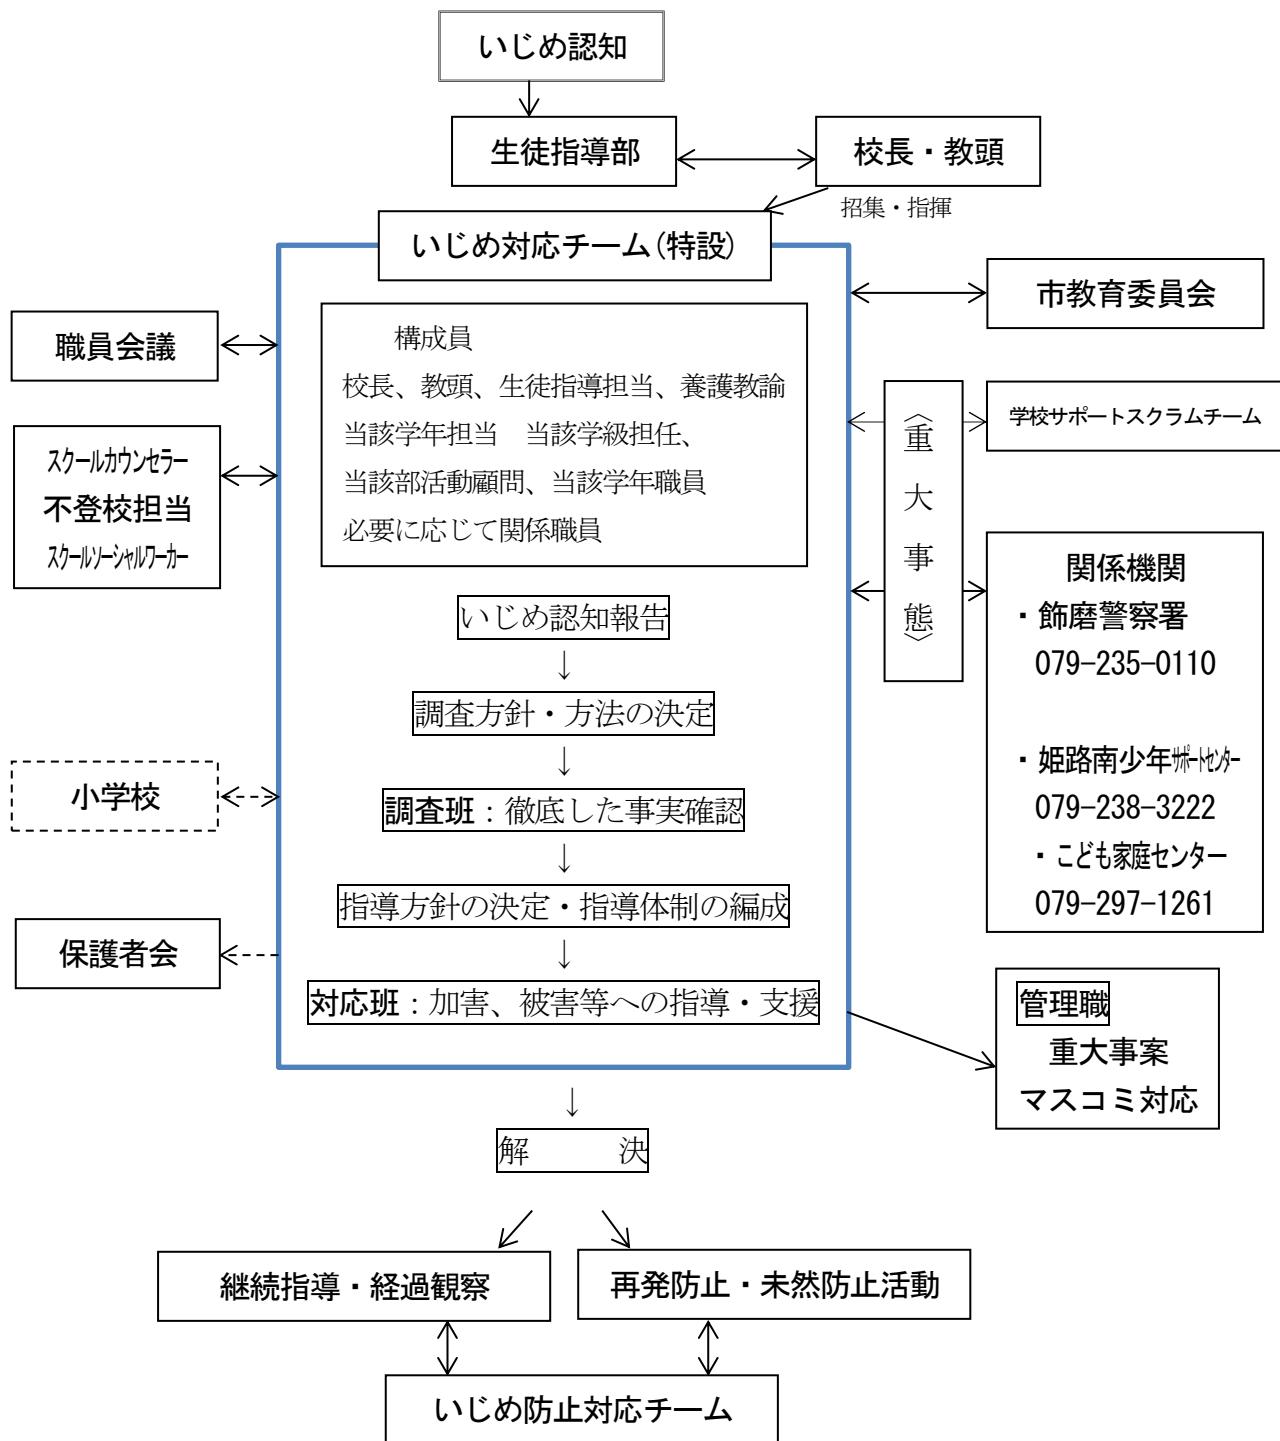 いじめ認知
生徒指導部
校長・教頭
招集・指揮
いじめ対応チーム(特設)
構成員
校長、教頭、生徒指導担当、養護教諭
当該学年担当　当該学級担任、
当該部活動顧問、当該学年職員
必要に応じて関係職員
いじめ認知報告
↓
調査方針・方法の決定
↓
調査班：徹底した事実確認
↓
指導方針の決定・指導体制の編成
↓
対応班：加害、被害等への指導・支援
職員会議
スクールカウンセラー
不登校担当
スクールソーシャルワーカー
小学校
保護者会
市教育委員会
〈重大事態〉
学校サポートスクラムチーム
関係機関
・飾磨警察署
079-235-0110
・姫路南少年サポートセンター
079-238-3222
・こども家庭センター
079-297-1261
管理職
重大事案
マスコミ対応
↓
解　　　決
継続指導・経過観察
再発防止・未然防止活動
いじめ防止対応チーム